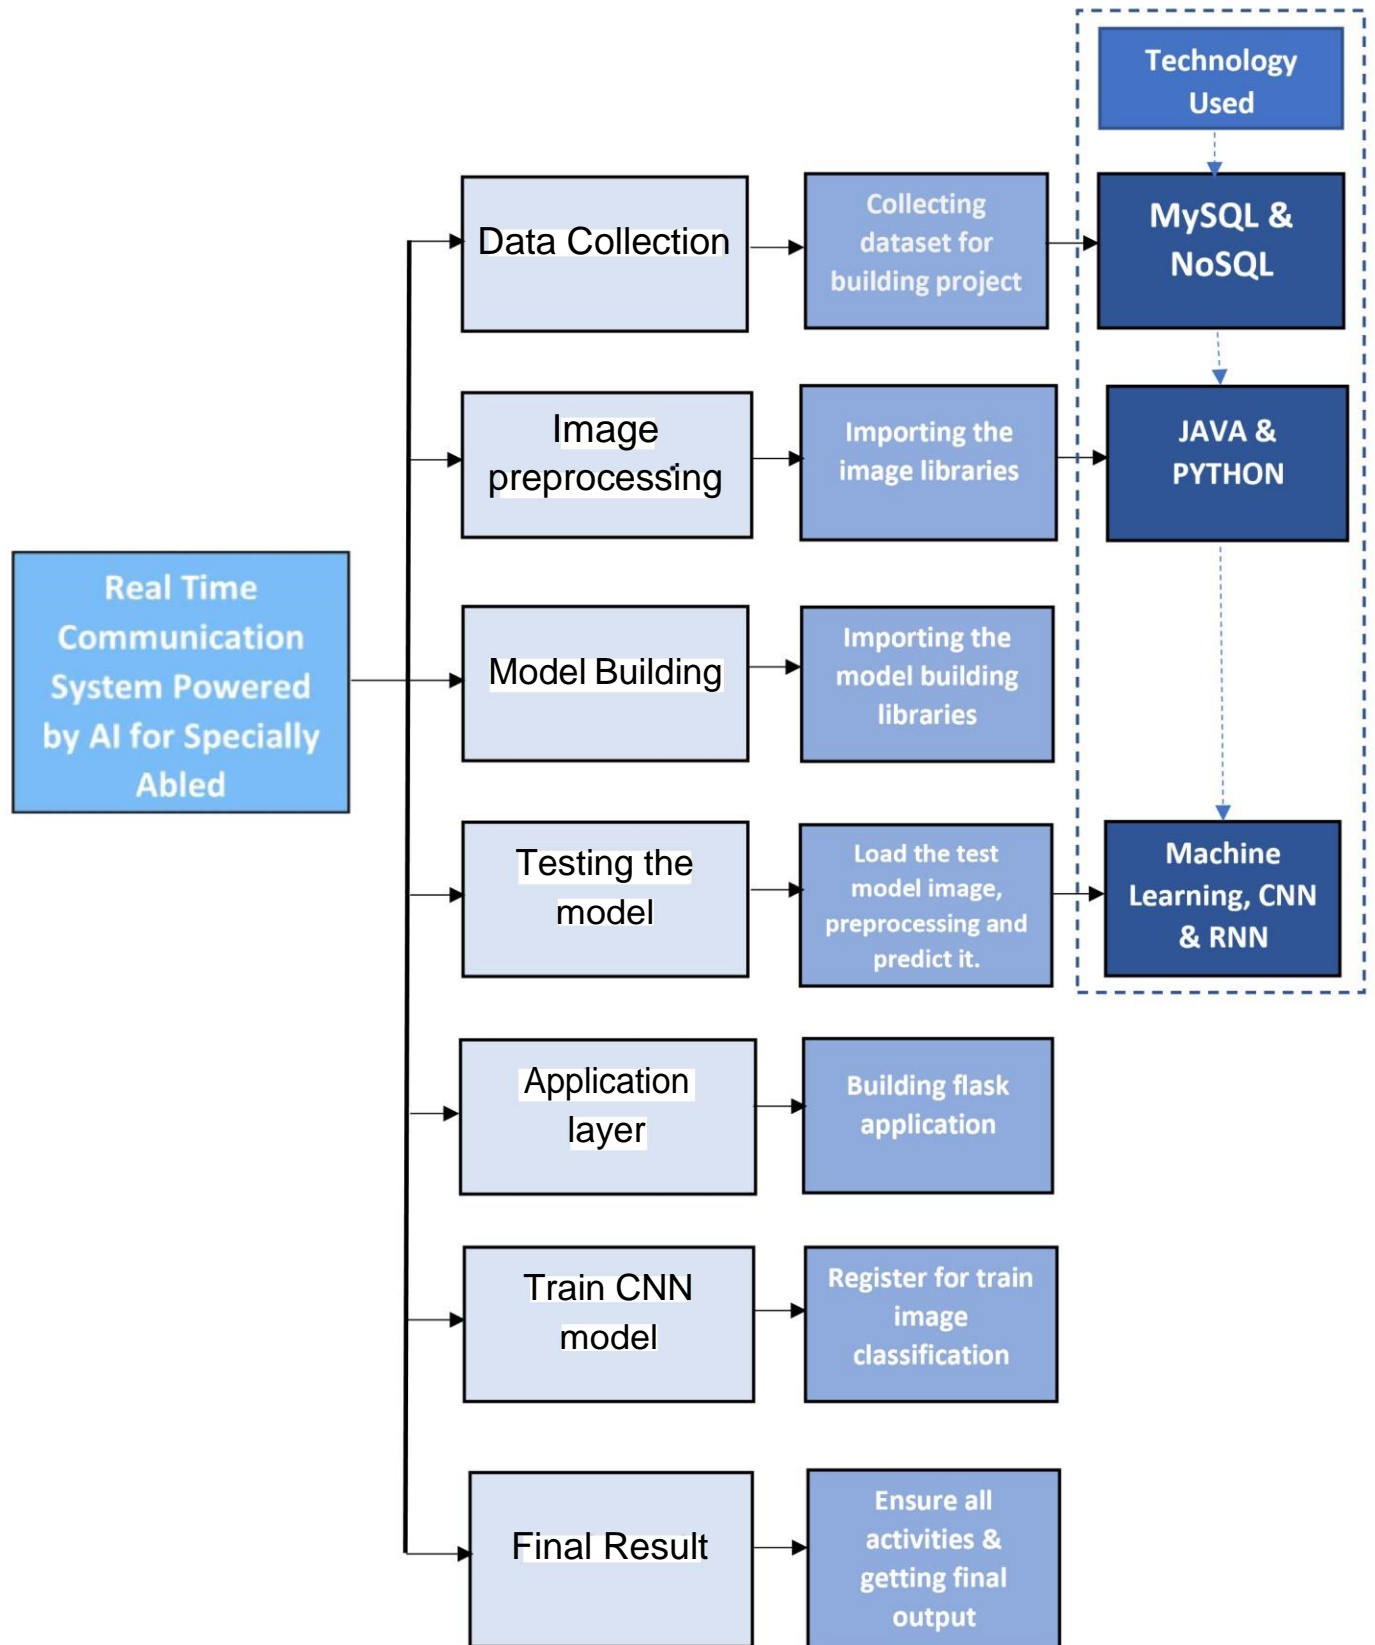 Technology
Used
Data Collection
Collecting
dataset for
building project
MySQL &
NoSQL
Image
preprocessing
Importing the
image libraries
JAVA &
PYTHON
Real Time
Communication
System Powered
by AI for Specially
Abled
Model Building
Importing the
model building
libraries
Testing the
model
Load the test
model image,
preprocessing and
predict it.
Machine
Learning, CNN
& RNN
Application
layer
Building flask
application
Train CNN
model
Register for train
image
classification
Final Result
Ensure all
activities &
getting final
output